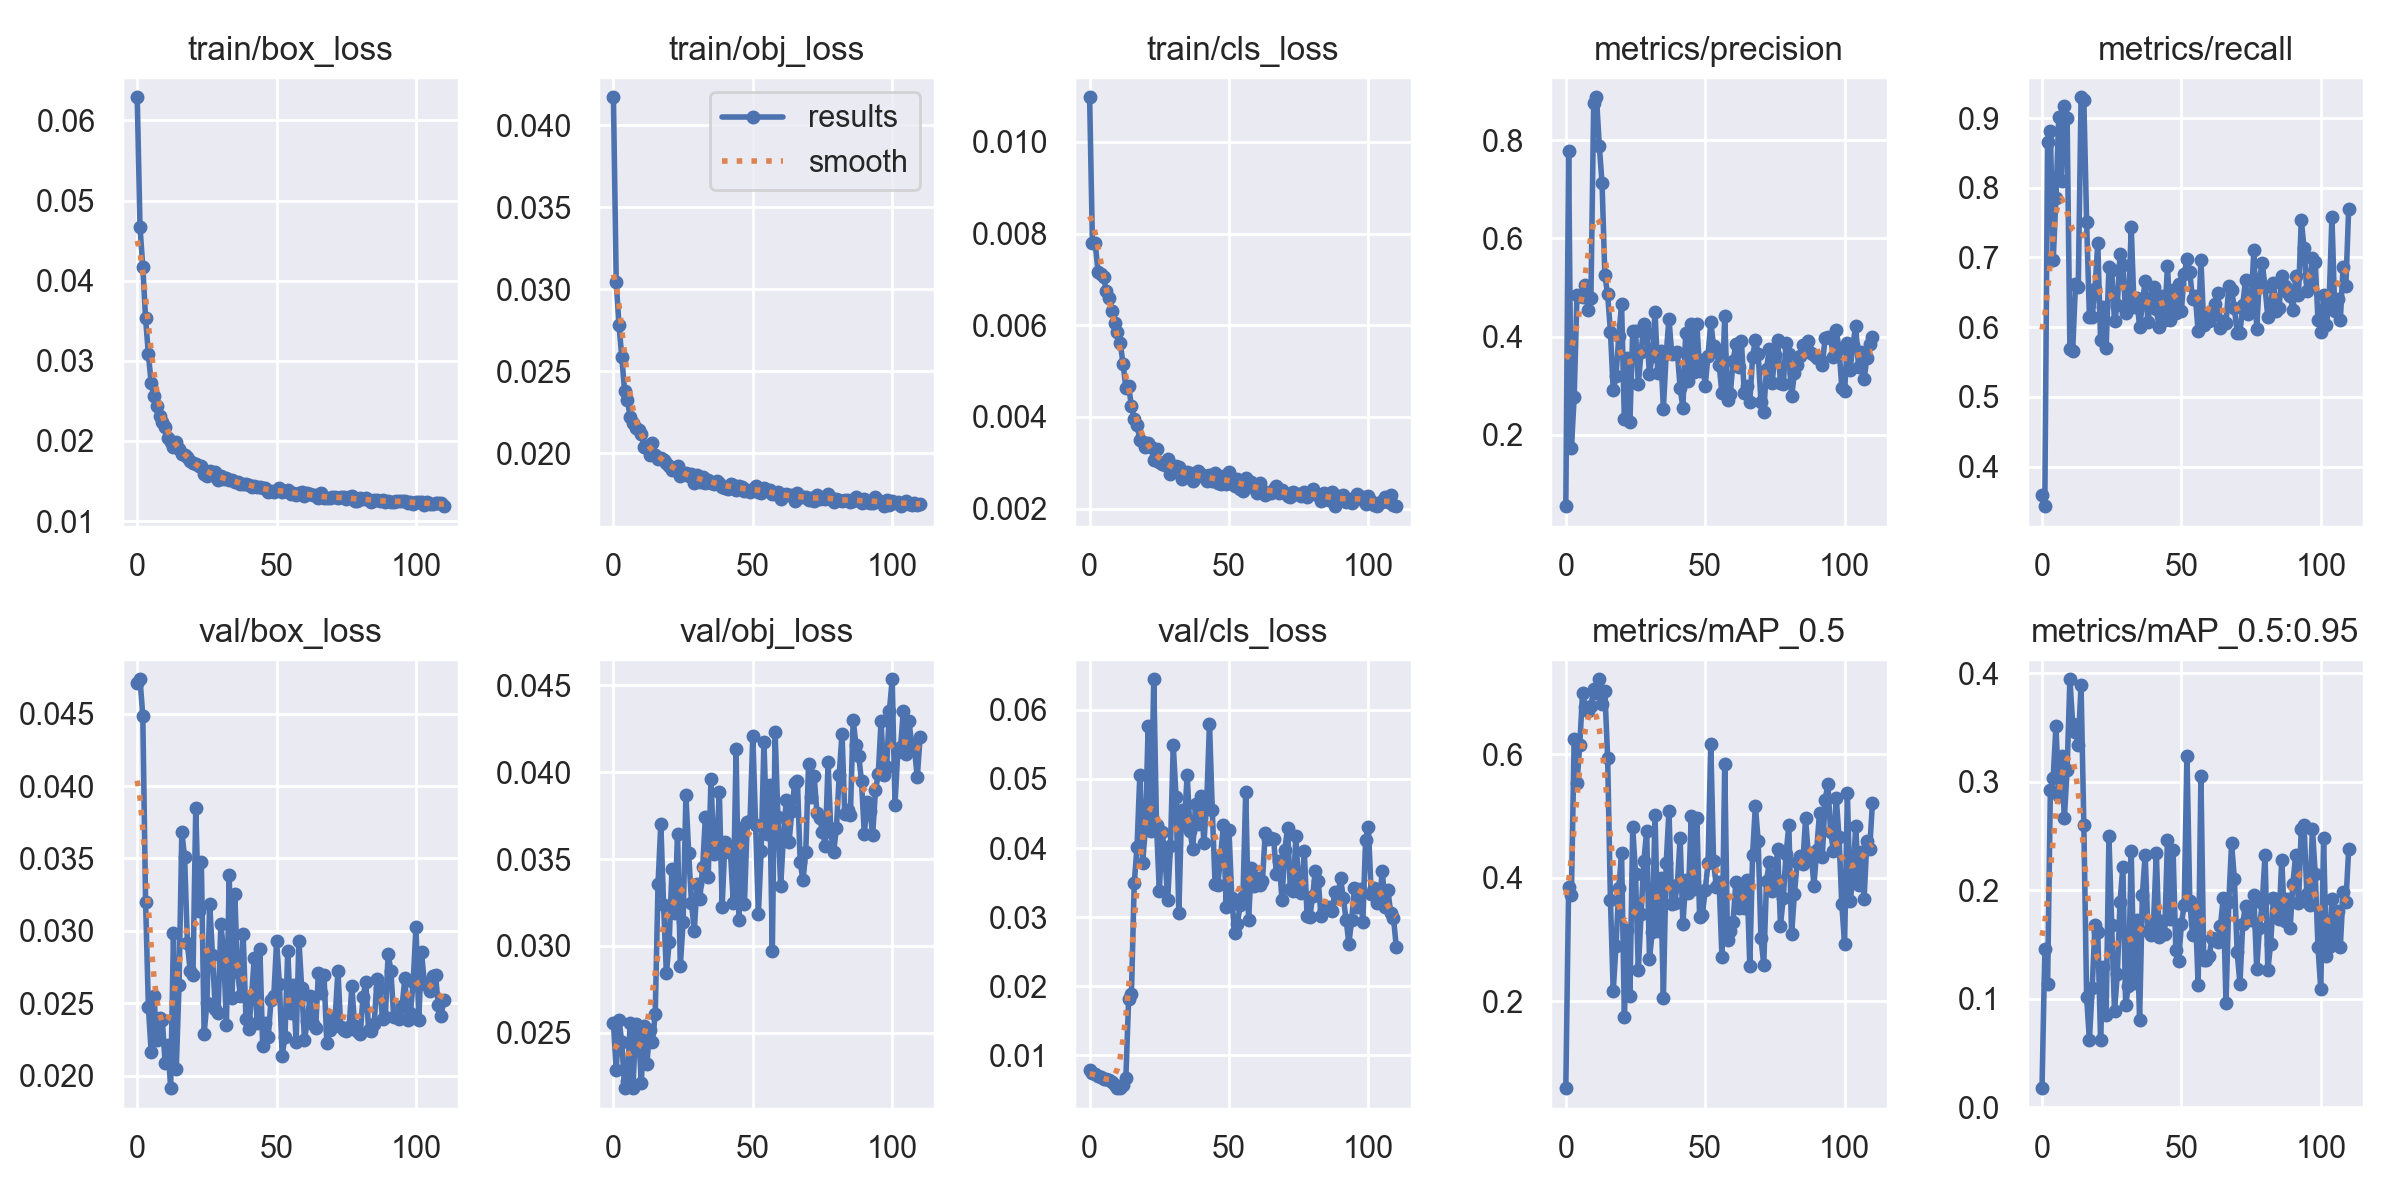 train/box_loss
0.06
0.05
0.04
0.03
0.02
0.01
0 50 100
train/obj_loss
results
smooth
0.040
0.035
0.030
0.025
0.020
0 50 100
train/cls_loss
0.010
0.008
0.006
0.004
0.002
0 50 100
metrics/precision
0.8
0.6
0.4
0.2
0 50 100
metrics/recall
0.9
0.8
0.7
0.6
0.5
0.4
0 50 100
val/box_loss
0.045
0.040
0.035
0.030
0.025
0.020
0 50 100
val/obj_loss
0.045
0.040
0.035
0.030
0.025
0 50 100
val/cls_loss
0.06
0.05
0.04
0.03
0.02
0.01
0 50 100
metrics/mAP_0.5
0.6
0.4
0.2
0 50 100
metrics/mAP_0.5:0.95
0.4
0.3
0.2
0.1
0.0
0 50 100